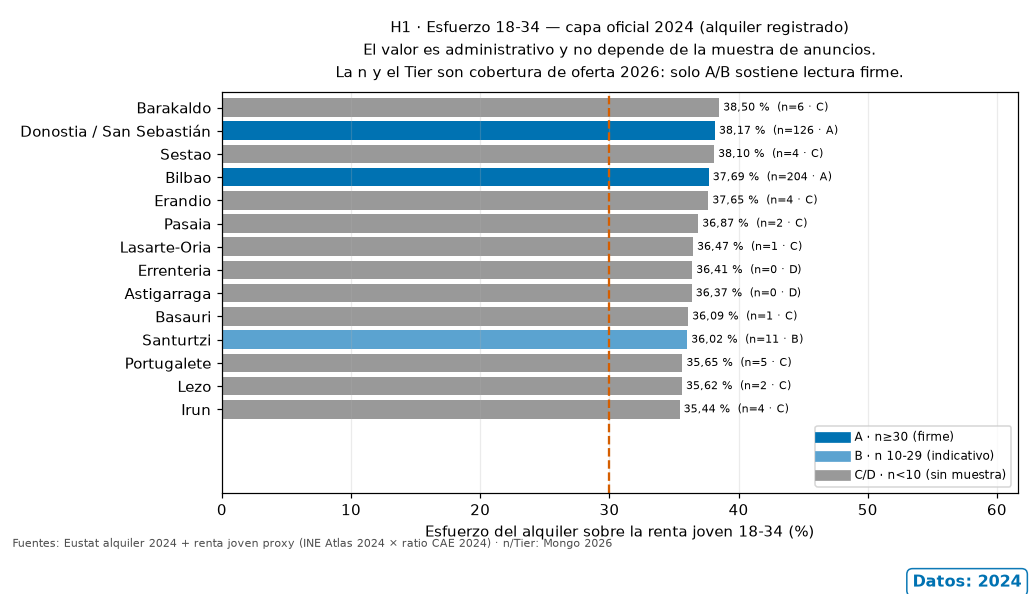 H1 · Esfuerzo 18-34 — capa oficial 2024 (alquiler registrado)
El valor es administrativo y no depende de la muestra de anuncios.
La n y el Tier son cobertura de oferta 2026: solo A/B sostiene lectura firme.
Barakaldo 38,50 % (n=6 · C)
Donostia / San Sebastián 38,17 % (n=126 · A)
Sestao 38,10 % (n=4 · C)
Bilbao 37,69 % (n=204 · A)
Erandio 37,65 % (n=4 · C)
Pasaia 36,87 % (n=2 · C)
Lasarte-Oria 36,47 % (n=1 · C)
Errenteria 36,41 % (n=0 · D)
Astigarraga 36,37 % (n=0 · D)
Basauri 36,09 % (n=1 · C)
Santurtzi 36,02 % (n=11 · B)
Portugalete 35,65 % (n=5 · C)
Lezo 35,62 % (n=2 · C)
Irun 35,44 % (n=4 · C)
A · n≥30 (firme)
B · n 10-29 (indicativo)
C/D · n<10 (sin muestra)
0 10 20 30 40 50 60
Esfuerzo del alquiler sobre la renta joven 18-34 (%)
Fuentes: Eustat alquiler 2024 + renta joven proxy (INE Atlas 2024 × ratio CAE 2024) · n/Tier: Mongo 2026
Datos: 2024